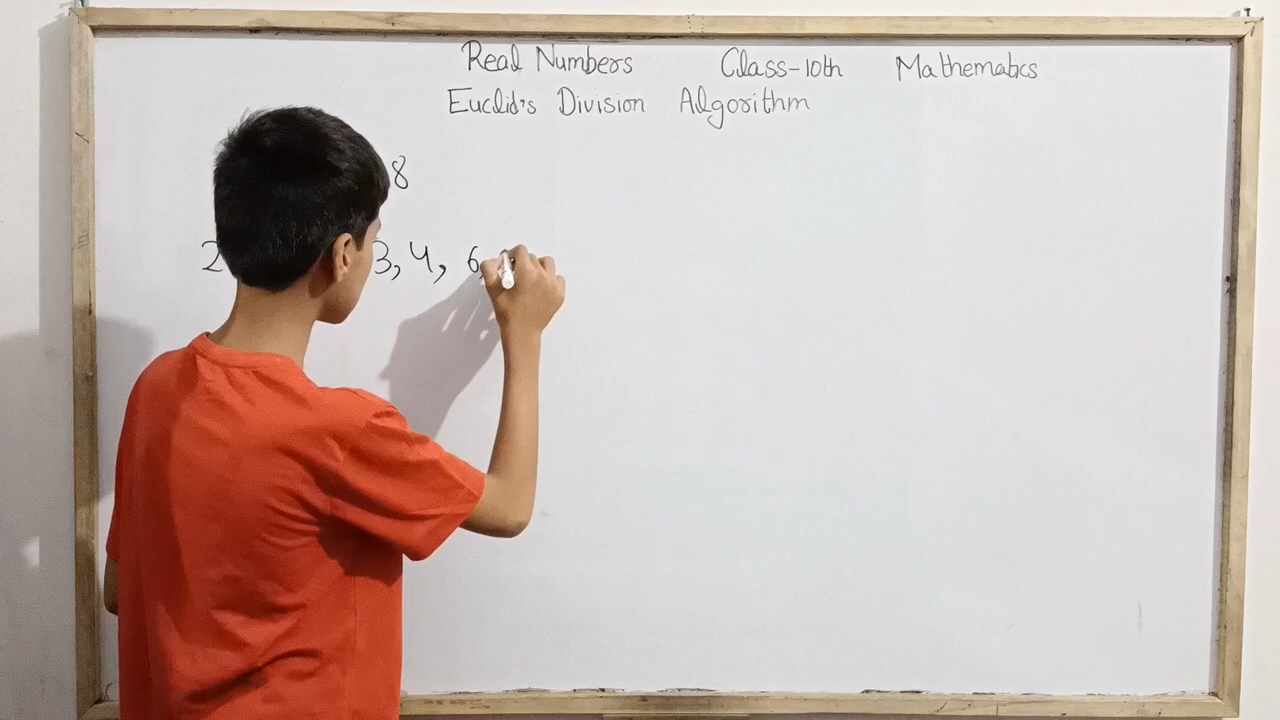 Real Numbers Class-10th Mathematics
Euclid's Division Algorithm
8
2 3, 4, 6,